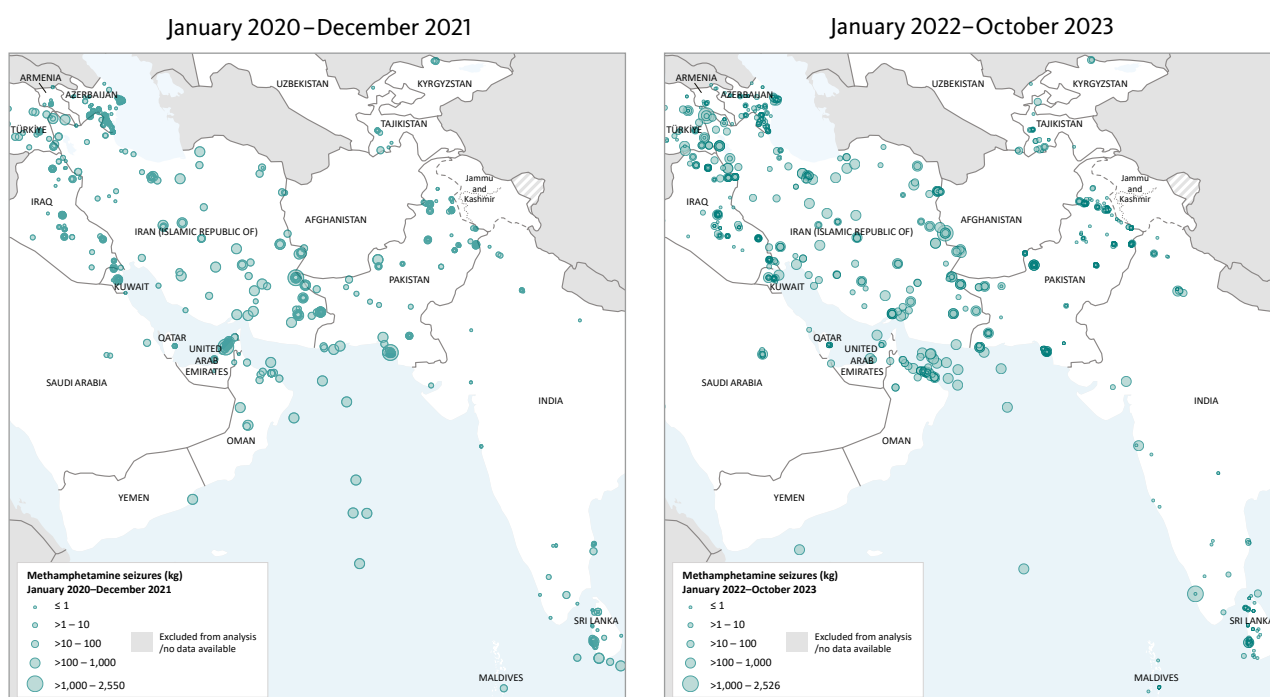 January 2020–December 2021
ARMENIA
AZERBAIJAN
TÜRKİYE
UZBEKISTAN
KYRGYZSTAN
TAJIKISTAN
IRAQ
Jammu
and
Kashmir
AFGHANISTAN
IRAN (ISLAMIC REPUBLIC OF)
PAKISTAN
KUWAIT
QATAR
UNITED
ARAB
EMIRATES
SAUDI ARABIA
INDIA
OMAN
YEMEN
SRI LANKA
MALDIVES
Methamphetamine seizures (kg)
January 2020–December 2021
≤ 1
>1 – 10
>10 – 100
>100 – 1,000
>1,000 – 2,550
Excluded from analysis
/no data available
January 2022–October 2023
ARMENIA
AZERBAIJAN
TÜRKİYE
UZBEKISTAN
KYRGYZSTAN
TAJIKISTAN
IRAQ
Jammu
and
Kashmir
AFGHANISTAN
IRAN (ISLAMIC REPUBLIC OF)
PAKISTAN
KUWAIT
QATAR
UNITED
ARAB
EMIRATES
SAUDI ARABIA
INDIA
OMAN
YEMEN
SRI LANKA
MALDIVES
Methamphetamine seizures (kg)
January 2022–October 2023
≤ 1
>1 – 10
>10 – 100
>100 – 1,000
>1,000 – 2,526
Excluded from analysis
/no data available